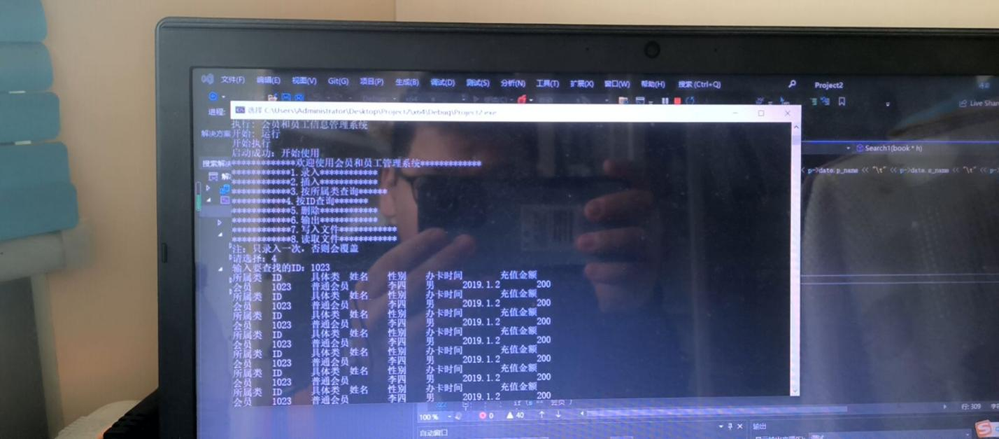 文件(F) 编辑(E) 视图(V) Git(G) 项目(P) 生成(B) 调试(D) 测试(S) 分析(N) 工具(T) 扩展(X) 窗口(W) 帮助(H) 搜索 (Ctrl+Q) Project2
Live Shar
进程:
选择 C:\Users\Administrator\Desktop\Project2\x64\Debug\Project2.exe
执行: 会员和员工信息管理系统
解决方案
开始: 运行
开始执行
启动成功: 开始使用
Search1(book * h)
搜索解决
*************欢迎使用会员和员工管理系统*************
************1.录入************
************2.插入************
************3.按所属类查询******
***********4.按ID查询*******
************5.删除************
************6.输出************
************7.写入文件************
************8.读取文件************
p->date.p_name << "\t" << p->date.s_name << "\t" << p-
注: 只录入一次, 否则会覆盖
请选择: 4
输入要查找的ID: 1023
所属类 ID 具体类 姓名 性别 办卡时间 充值金额
会员 1023 普通会员 李四 男 2019.1.2 200
所属类 ID 具体类 姓名 性别 办卡时间 充值金额
会员 1023 普通会员 李四 男 2019.1.2 200
所属类 ID 具体类 姓名 性别 办卡时间 充值金额
会员 1023 普通会员 李四 男 2019.1.2 200
所属类 ID 具体类 姓名 性别 办卡时间 充值金额
会员 1023 普通会员 李四 男 2019.1.2 200
所属类 ID 具体类 姓名 性别 办卡时间 充值金额
会员 1023 普通会员 李四 男 2019.1.2 200
所属类 ID 具体类 姓名 性别 办卡时间 充值金额
会员 1023 普通会员 李四 男 2019.1.2 200
所属类 ID 具体类 姓名 性别 办卡时间 充值金额
会员 1023 普通会员 李四 男 2019.1.2 200
100 % 0 40 行: 309
自动窗口 输出